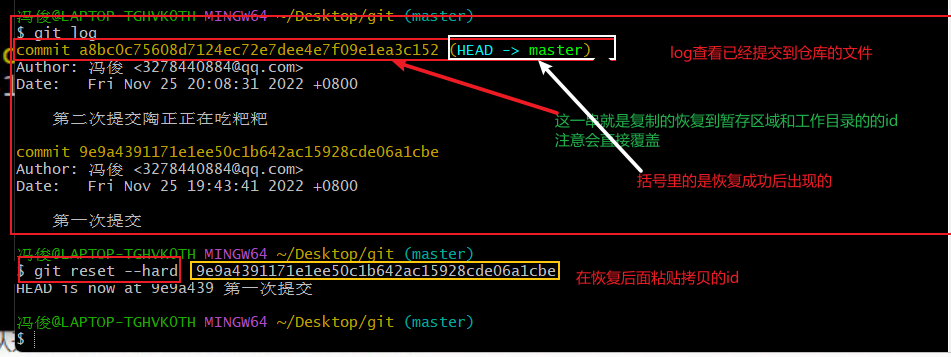 冯俊@LAPTOP-TGHVK0TH MINGW64 ~/Desktop/git (master)
$ git log
commit a8bc0c75608d7124ec72e7dee4e7f09e1ea3c152 (HEAD -> master)
log查看已经提交到仓库的文件
Author: 冯俊 <3278440884@qq.com>
Date: Fri Nov 25 20:08:31 2022 +0800
第二次提交陶正正在吃粑粑
这一串就是复制的恢复到暂存区域和工作目录的的id
注意会直接覆盖
commit 9e9a4391171e1ee50c1b642ac15928cde06a1cbe
Author: 冯俊 <3278440884@qq.com>
括号里的是恢复成功后出现的
Date: Fri Nov 25 19:43:41 2022 +0800
第一次提交
冯俊@LAPTOP-TGHVK0TH MINGW64 ~/Desktop/git (master)
$ git reset --hard 9e9a4391171e1ee50c1b642ac15928cde06a1cbe
在恢复后面粘贴拷贝的id
HEAD is now at 9e9a439 第一次提交
冯俊@LAPTOP-TGHVK0TH MINGW64 ~/Desktop/git (master)
$